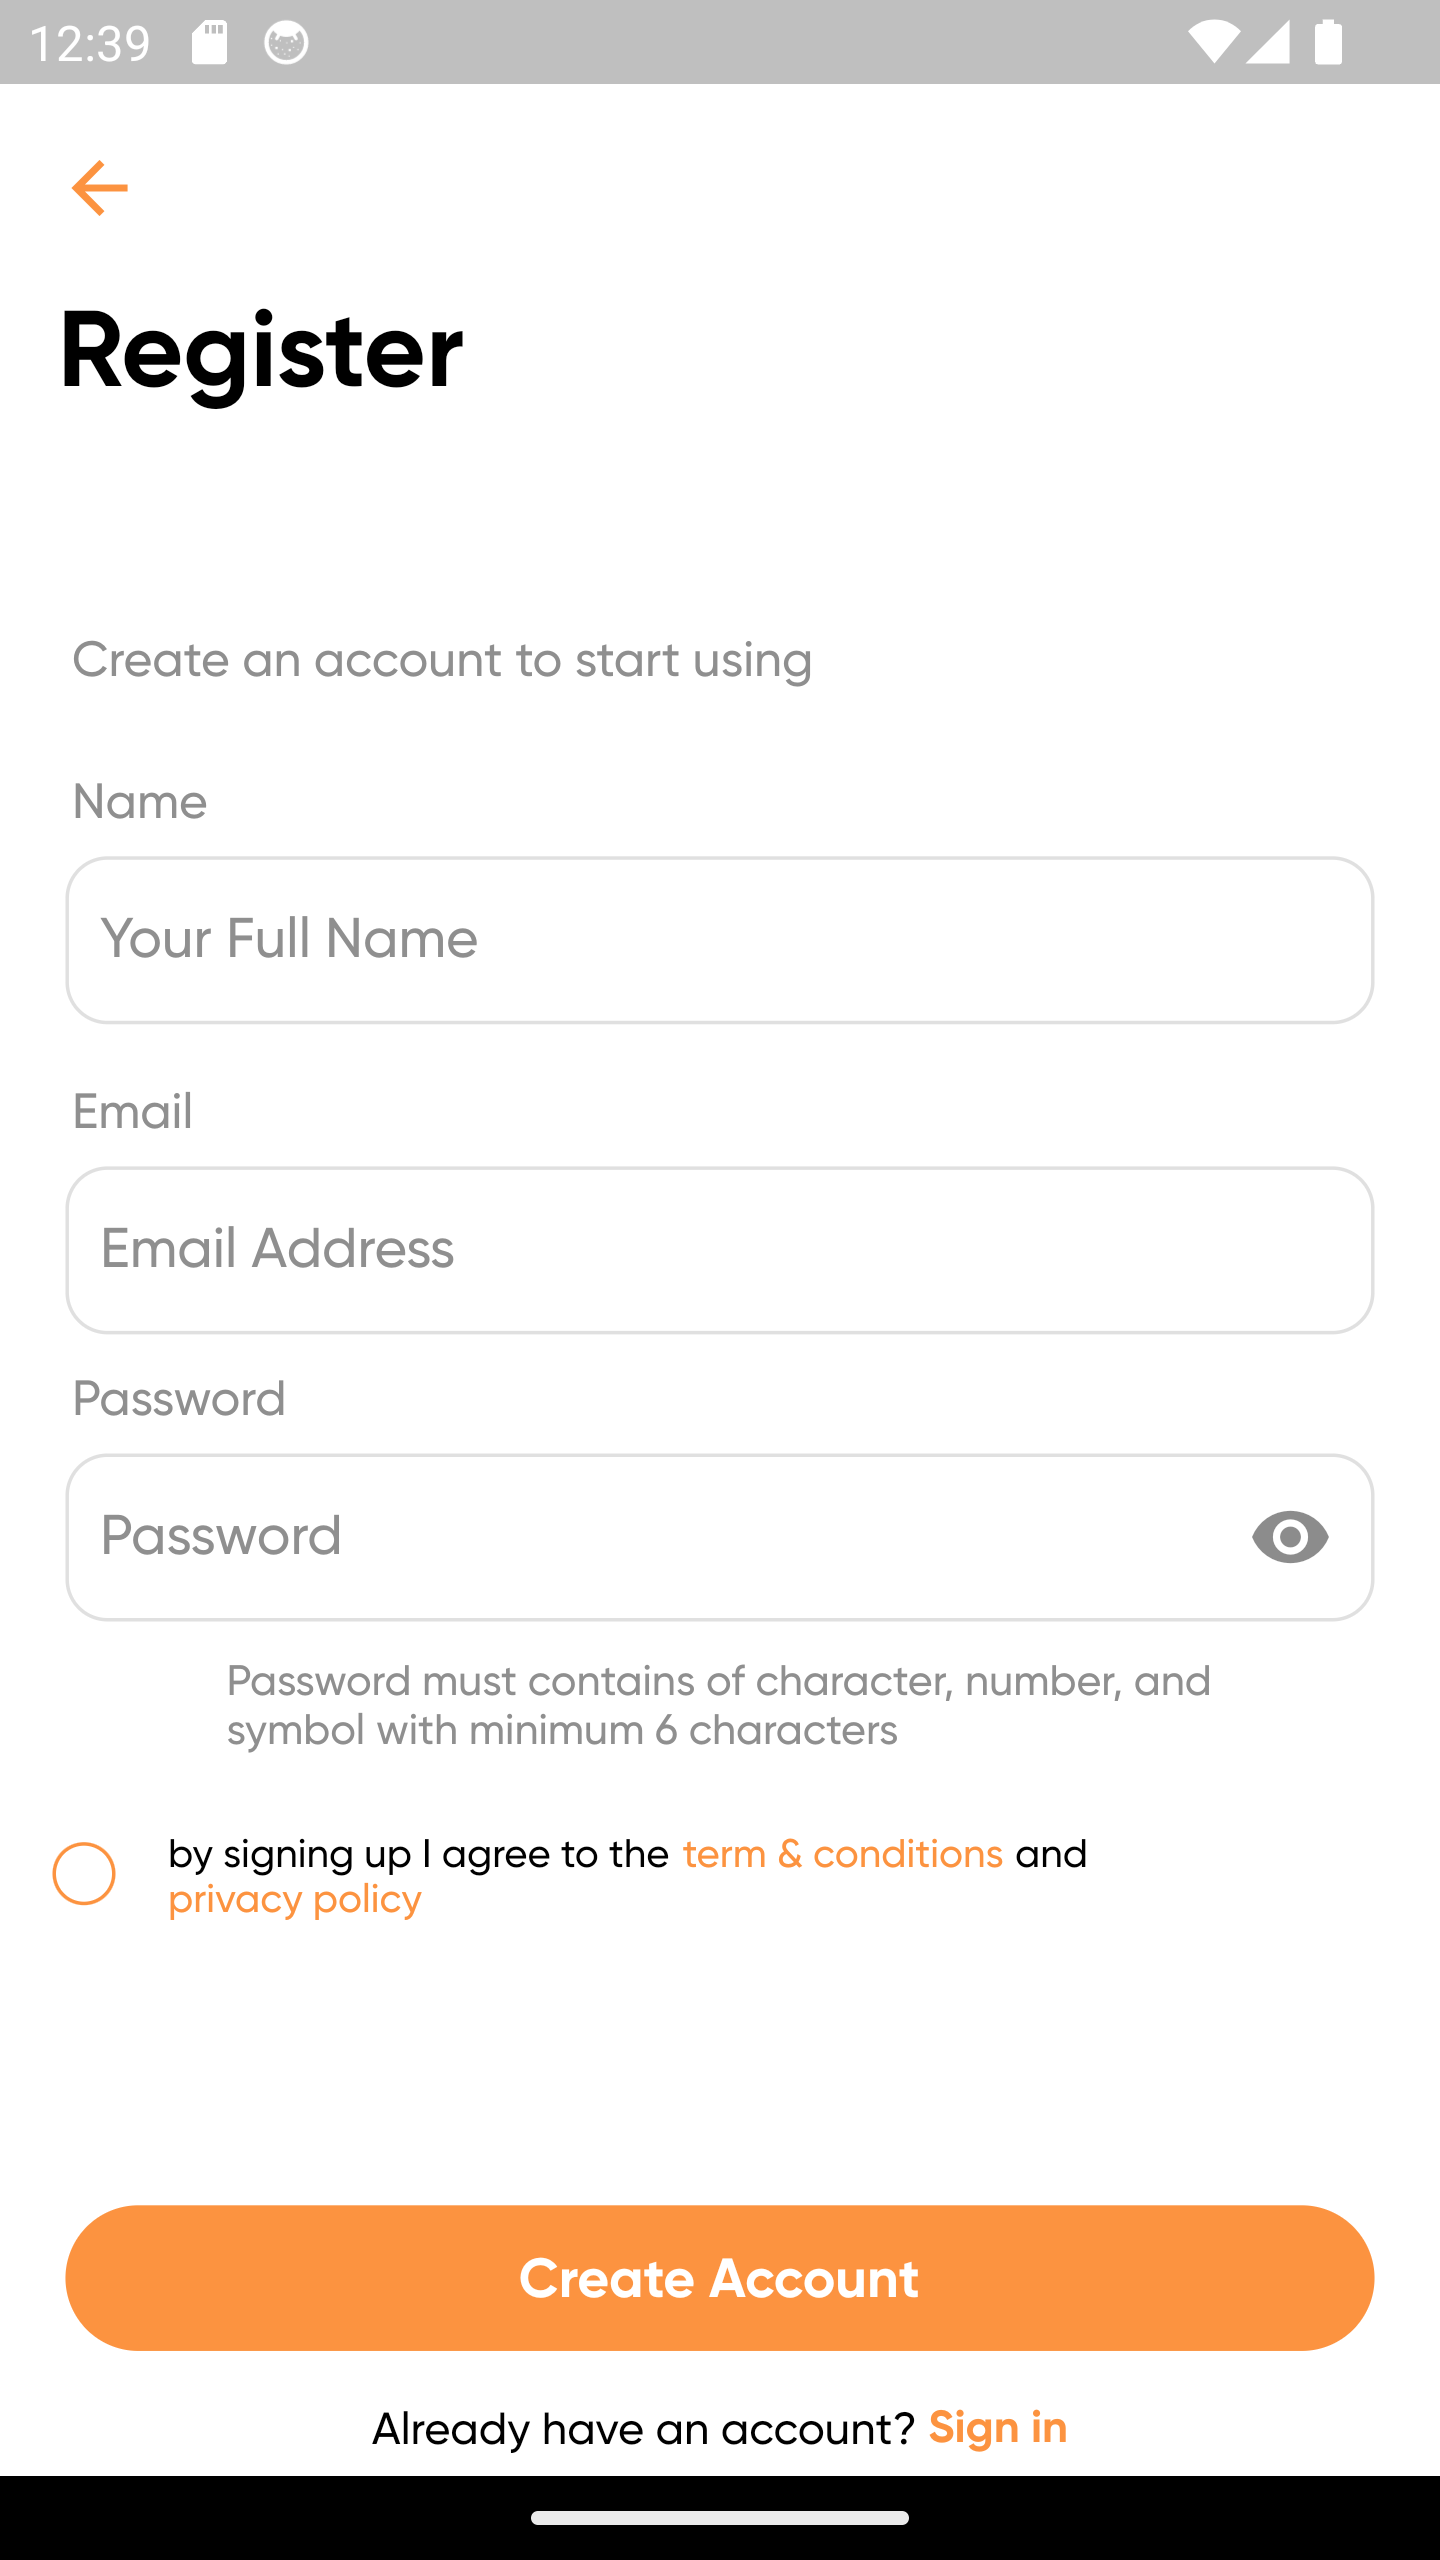 12:39
Register
Create an account to start using
Name
Your Full Name
Email
Email Address
Password
Password
Password must contains of character, number, and
symbol with minimum 6 characters
by signing up I agree to the term & conditions and
privacy policy
Create Account
Already have an account? Sign in